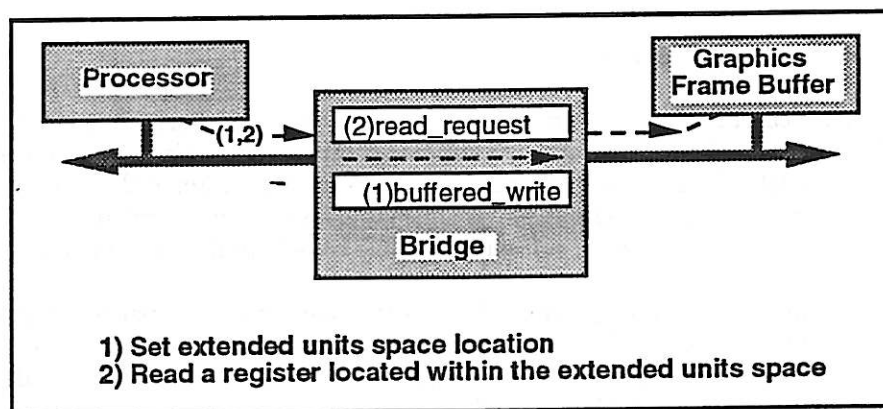 Processor
Graphics
Frame Buffer
(1,2)
(2)read_request
(1)buffered_write
Bridge
1) Set extended units space location
2) Read a register located within the extended units space